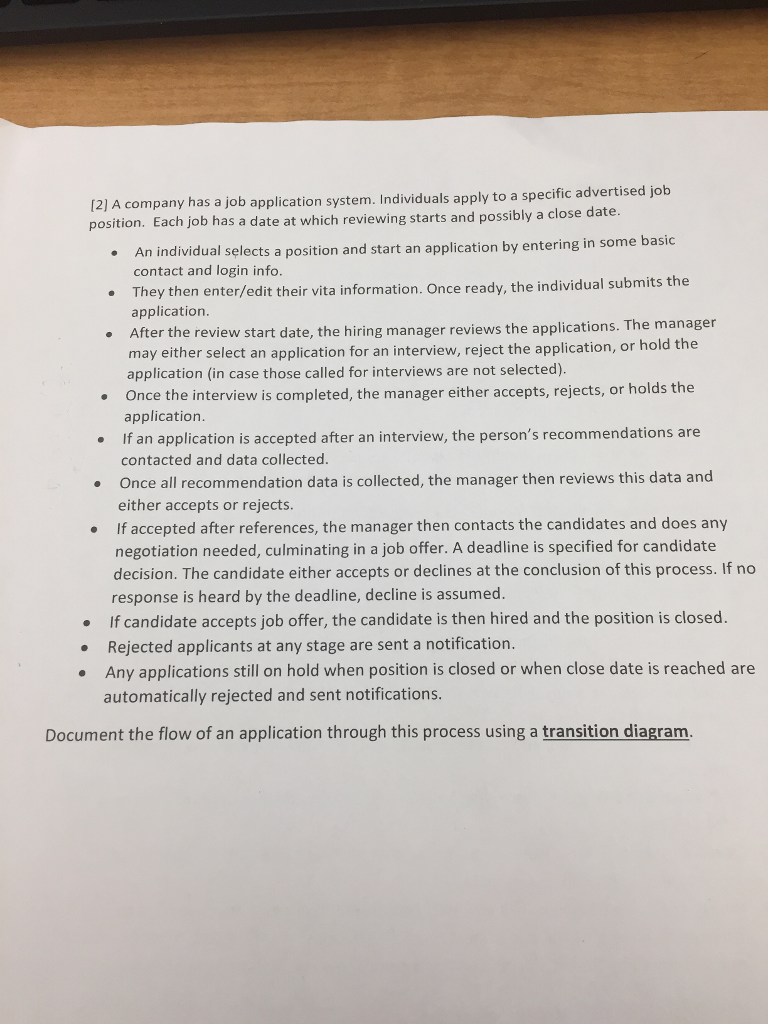 [2] A company has a job application system. Individuals apply to a specific advertised job
position. Each job has a date at which reviewing starts and possibly a close date.
• An individual selects a position and start an application by entering in some basic
contact and login info.
• They then enter/edit their vita information. Once ready, the individual submits the
application.
• After the review start date, the hiring manager reviews the applications. The manager
may either select an application for an interview, reject the application, or hold the
application (in case those called for interviews are not selected).
• Once the interview is completed, the manager either accepts, rejects, or holds the
application.
• If an application is accepted after an interview, the person's recommendations are
contacted and data collected.
• Once all recommendation data is collected, the manager then reviews this data and
either accepts or rejects.
• If accepted after references, the manager then contacts the candidates and does any
negotiation needed, culminating in a job offer. A deadline is specified for candidate
decision. The candidate either accepts or declines at the conclusion of this process. If no
response is heard by the deadline, decline is assumed.
• If candidate accepts job offer, the candidate is then hired and the position is closed.
• Rejected applicants at any stage are sent a notification.
• Any applications still on hold when position is closed or when close date is reached are
automatically rejected and sent notifications.
Document the flow of an application through this process using a transition diagram.